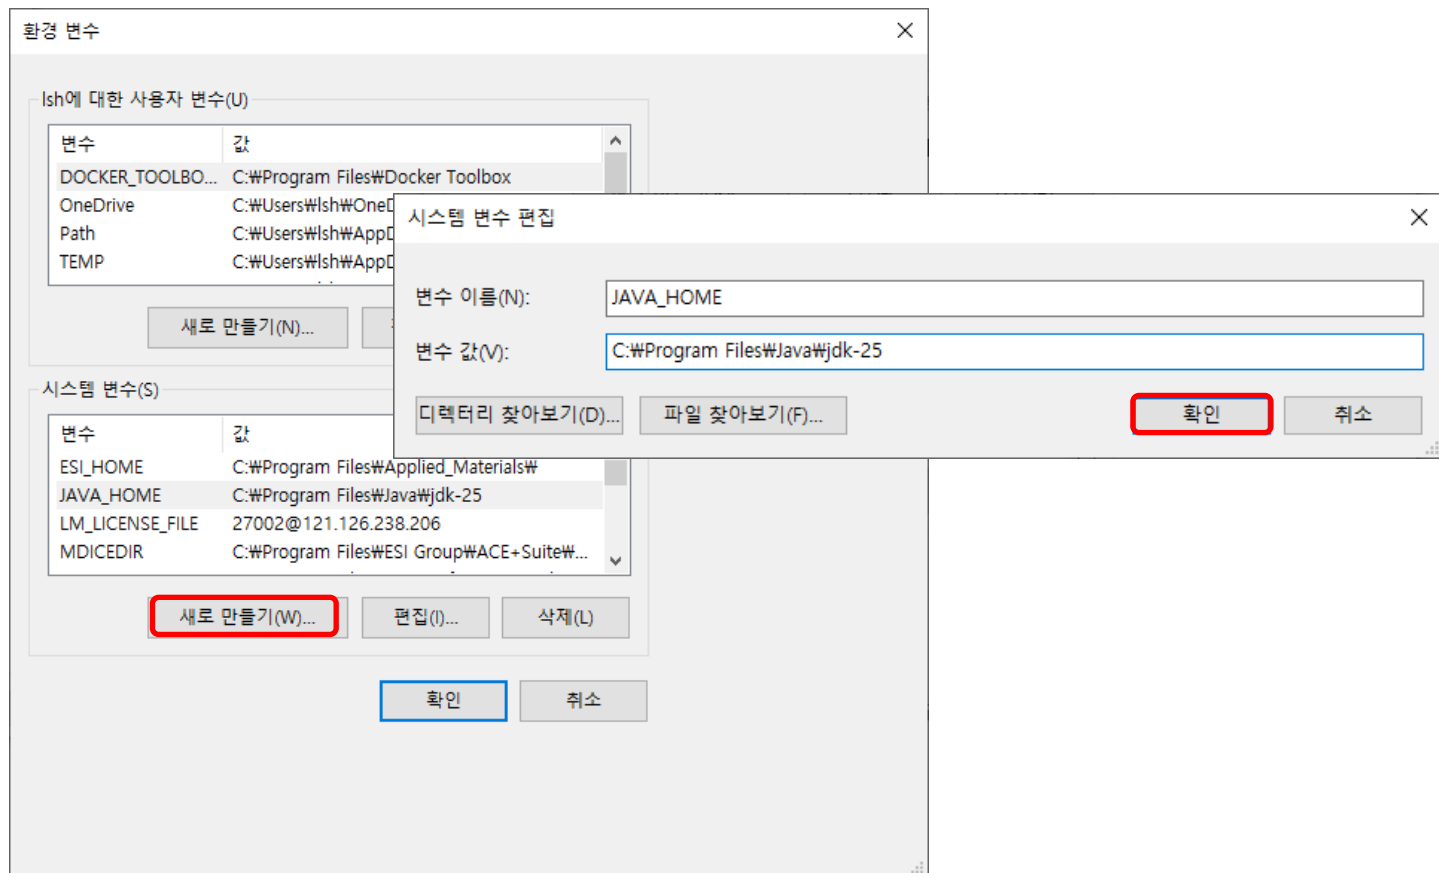 환경 변수
lsh에 대한 사용자 변수(U)
변수 값
DOCKER_TOOLBO... C:₩Program Files₩Docker Toolbox
OneDrive C:₩Users₩lsh₩OneD
Path C:₩Users₩lsh₩AppD
TEMP C:₩Users₩lsh₩AppD
새로 만들기(N)...
시스템 변수 편집
변수 이름(N): JAVA_HOME
변수 값(V): C:₩Program Files₩Java₩jdk-25
디렉터리 찾아보기(D)... 파일 찾아보기(F)... 확인 취소
시스템 변수(S)
변수 값
ESI_HOME C:₩Program Files₩Applied_Materials₩
JAVA_HOME C:₩Program Files₩Java₩jdk-25
LM_LICENSE_FILE 27002@121.126.238.206
MDICEDIR C:₩Program Files₩ESI Group₩ACE+Suite₩...
새로 만들기(W)... 편집(I)... 삭제(L)
확인 취소